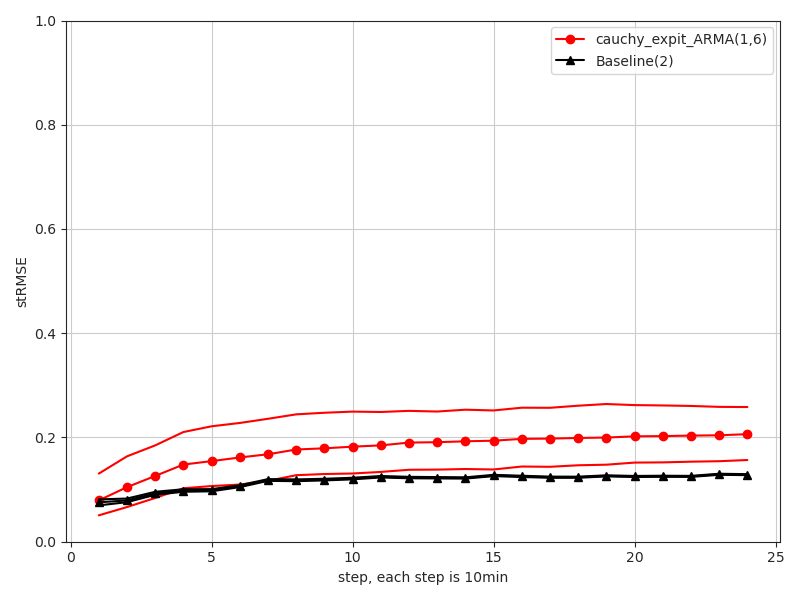 cauchy_expit_ARMA(1,6)
Baseline(2)
stRMSE
1.0
0.8
0.6
0.4
0.2
0.0
0 5 10 15 20 25
step, each step is 10min